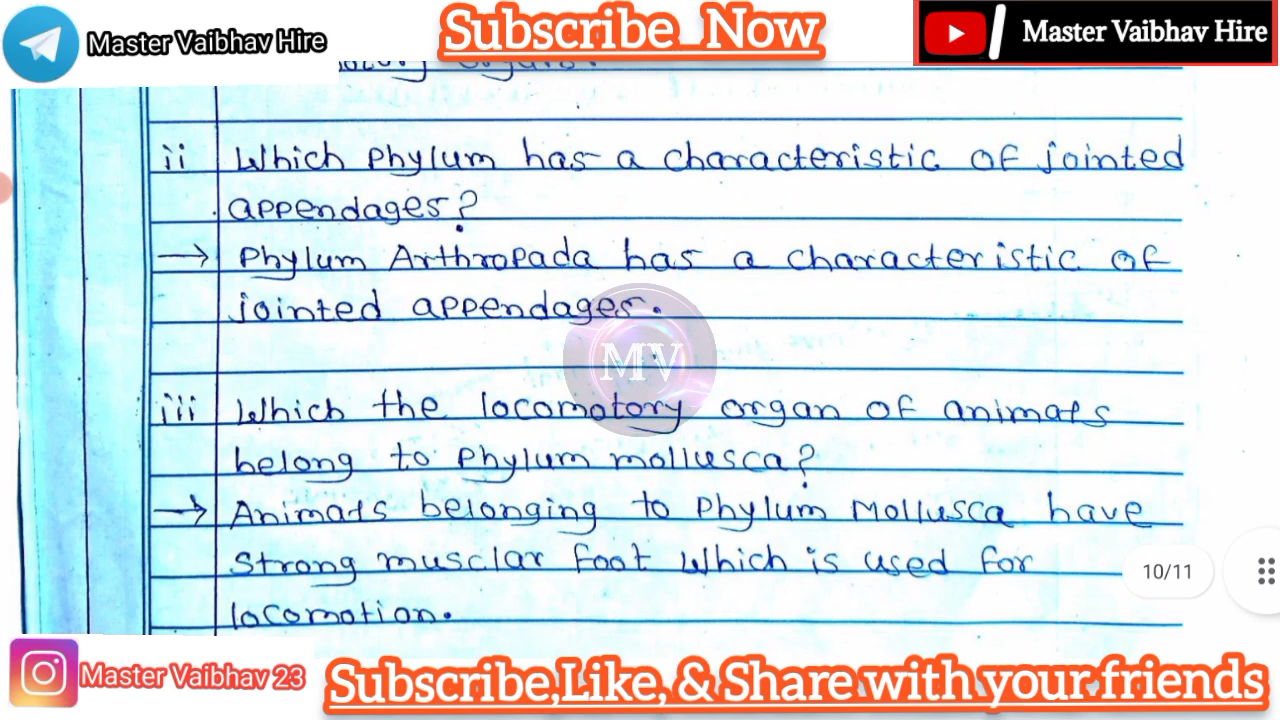 Master Vaibhav Hire
Subscribe Now
Master Vaibhav Hire
ii Which Phylum has a characteristic of jointed
appendages?
→ Phylum Arthropada has a characteristic of
jointed appendages.
MV
iii Which the locomotory organ of animals
belong to Phylum mollusca?
→ Animals belonging to Phylum Mollusca have
strong musclar foot which is used for
locomotion.
10/11
Master Vaibhav 23
Subscribe,Like, & Share with your friends